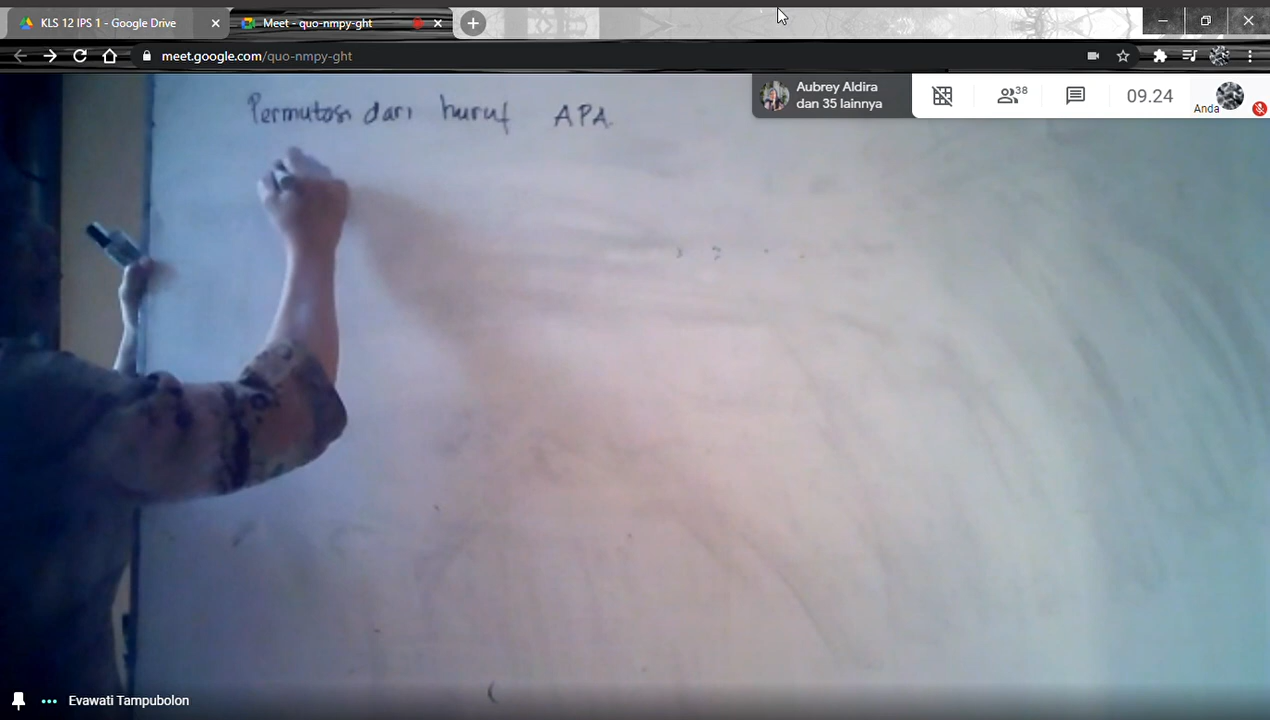 KLS 12 IPS 1 - Google Drive
Meet - quo-nmpy-ght
meet.google.com/quo-nmpy-ght
Permutasi dari huruf APA
Aubrey Aldira
dan 35 lainnya
38
09.24
Anda
Evawati Tampubolon